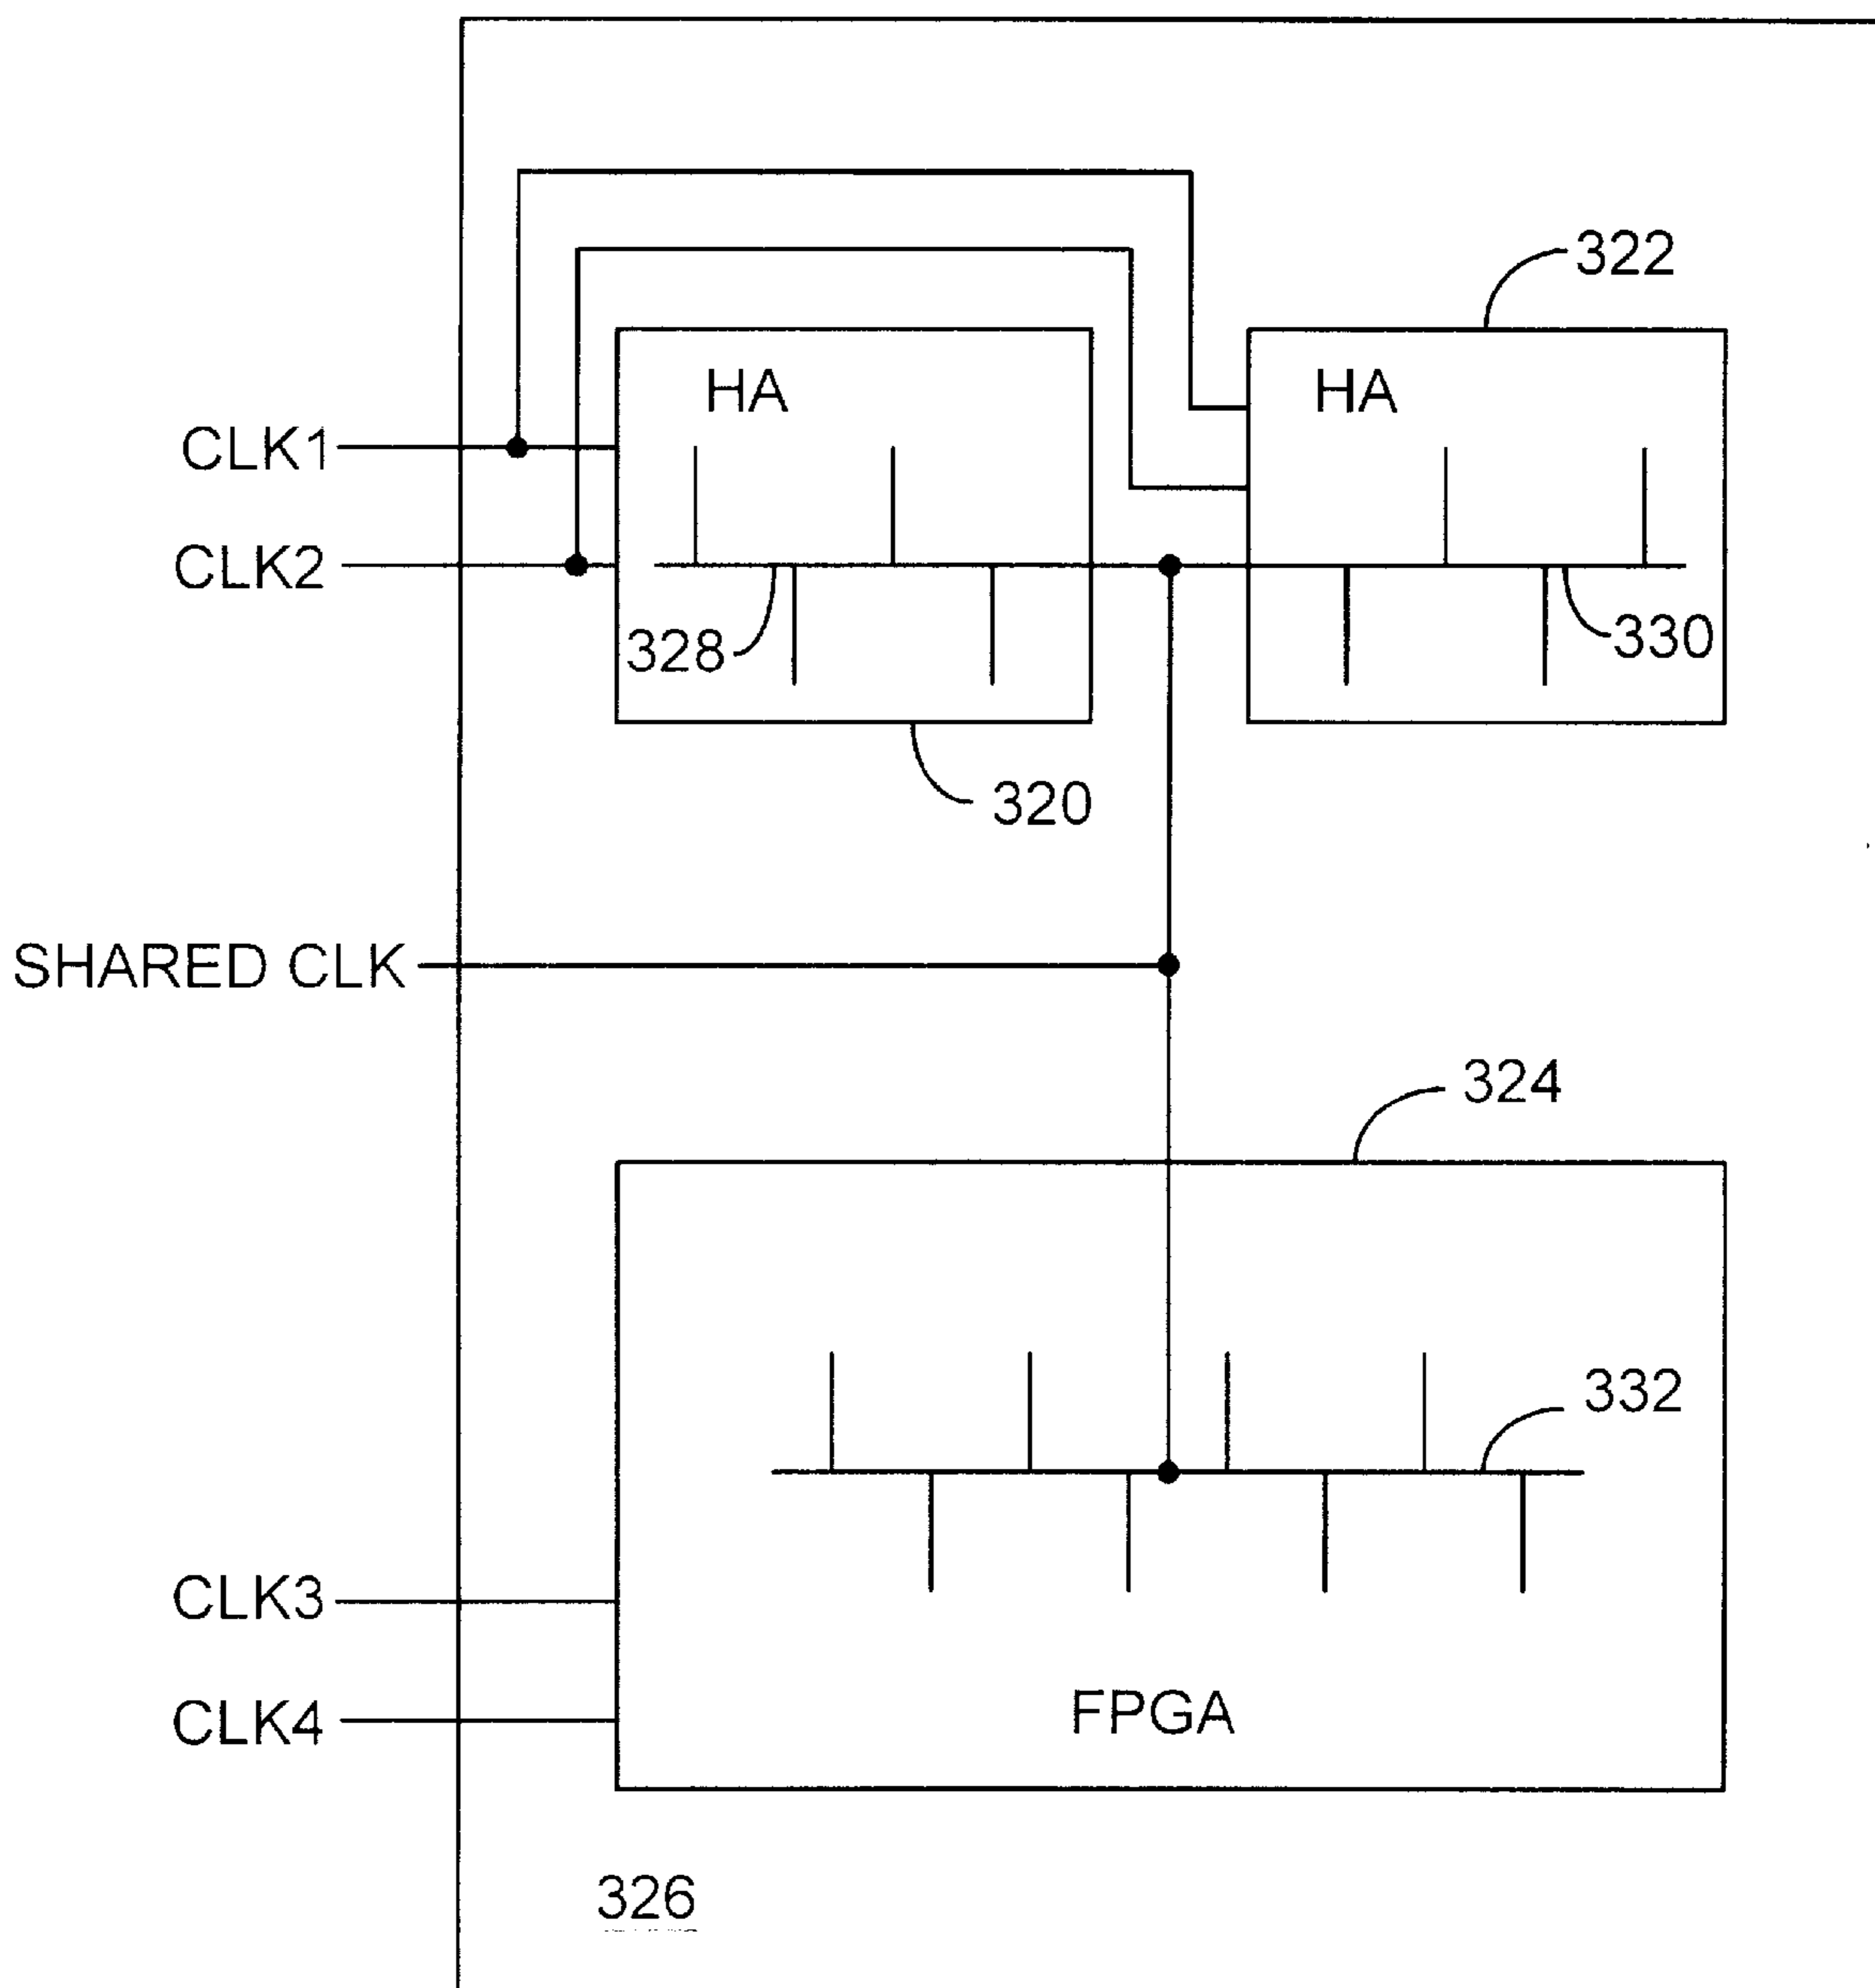 322
HA
HA
CLK1
CLK2
328
330
320
SHARED CLK
324
332
CLK3
FPGA
CLK4
326